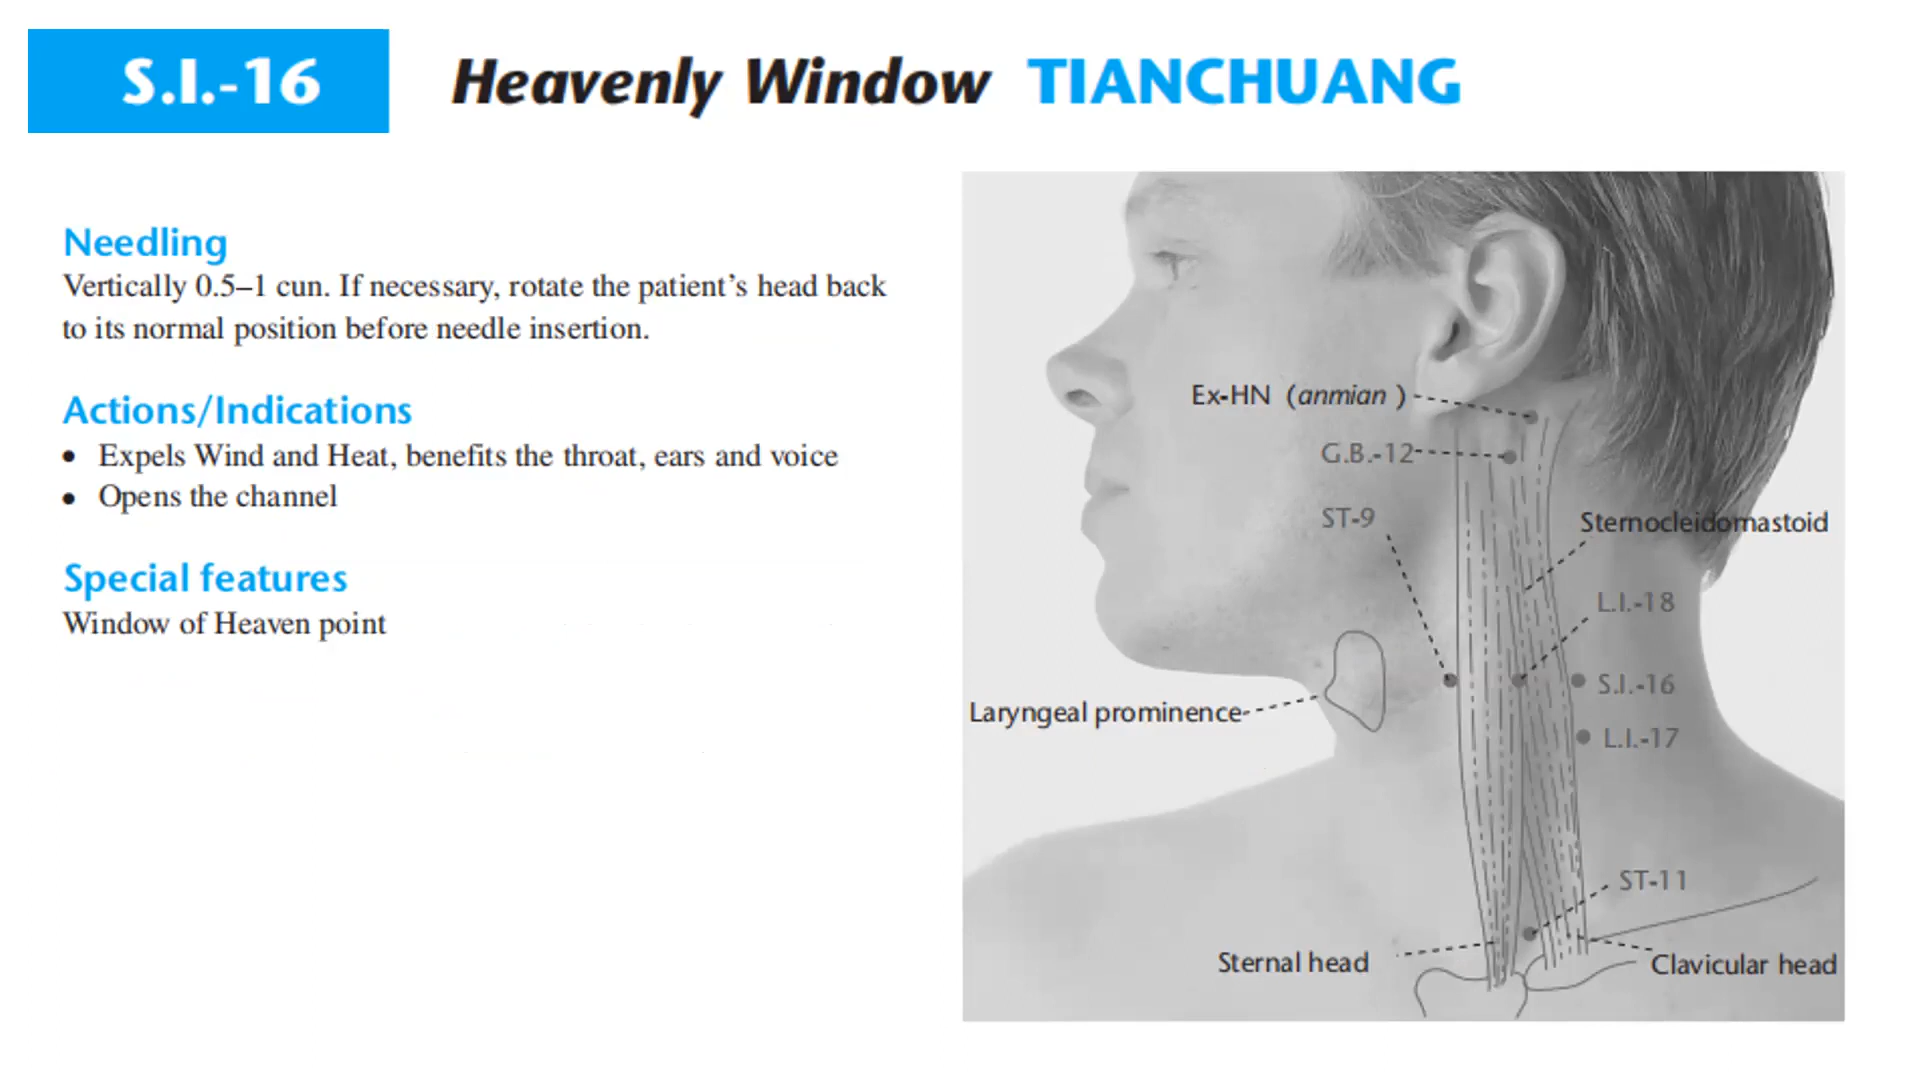 S.I.-16
Heavenly Window TIANCHUANG
Needling
Vertically 0.5–1 cun. If necessary, rotate the patient’s head back
to its normal position before needle insertion.
Actions/Indications
• Expels Wind and Heat, benefits the throat, ears and voice
• Opens the channel
Special features
Window of Heaven point
Ex-HN (anmian )
G.B.-12
ST-9
Sternocleidomastoid
L.I.-18
S.I.-16
Laryngeal prominence
L.I.-17
ST-11
Sternal head
Clavicular head